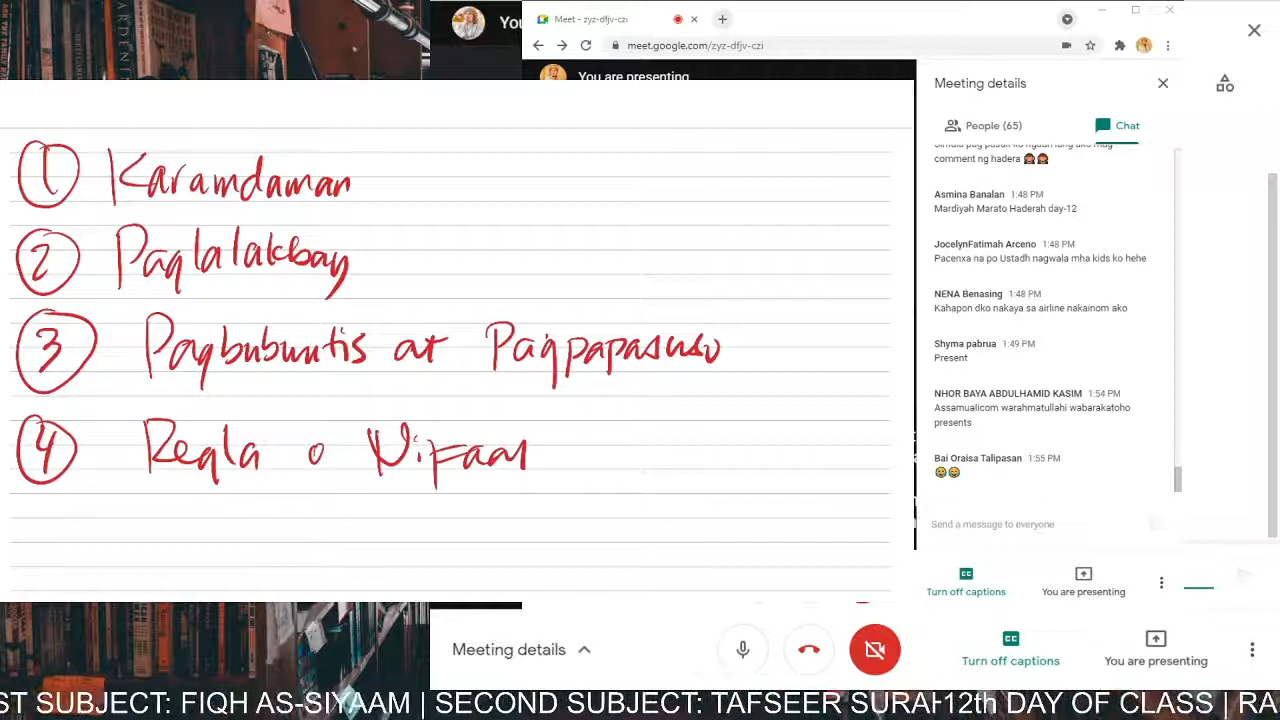 You
Meet - zyz-dfjv-czi
meet.google.com/zyz-dfjv-czi
You are presenting
Meeting details
People (65)
Chat
comment ng hadera
Asmina Banalan 1:48 PM
Mardiyah Marato Haderah day-12
JocelynFatimah Arceno 1:48 PM
Pacenxa na po Ustadh nagwala mha kids ko hehe
NENA Benasing 1:48 PM
Kahapon dko nakaya sa airline nakainom ako
Shyma pabrua 1:49 PM
Present
NHOR BAYA ABDULHAMID KASIM 1:54 PM
Assamualicom warahmatullahi wabarakatoho
presents
Bai Oraisa Talipasan 1:55 PM
Send a message to everyone
CC
Turn off captions
You are presenting
1 Karamdaman
2 Paglalakbay
3 Pagbubuntis at Pagpapasuso
4 Regla o Nifaas
Meeting details
CC
Turn off captions
You are presenting
ST SUBJECT: FIQH AS-SIYAAM | SECOND SUBJECT: TAFSEER SURAF12th DAY OF CLASS | RA